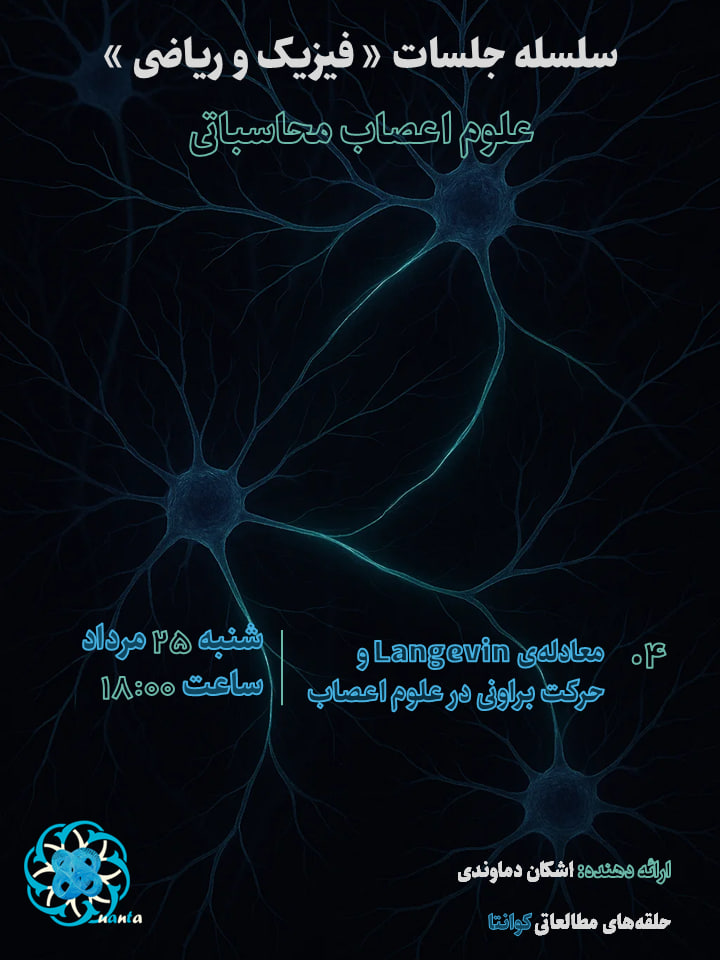 سلسله جلسات « فیزیک و ریاضی »
علوم اعصاب محاسباتی
۰۴
معادله‌ی Langevin و
حرکت براونی در علوم اعصاب
شنبه ۲۵ مرداد
ساعت ۱۸:۰۰
ارائه دهنده: اشکان دماوندی
حلقه‌های مطالعاتی کوانتا
Quanta